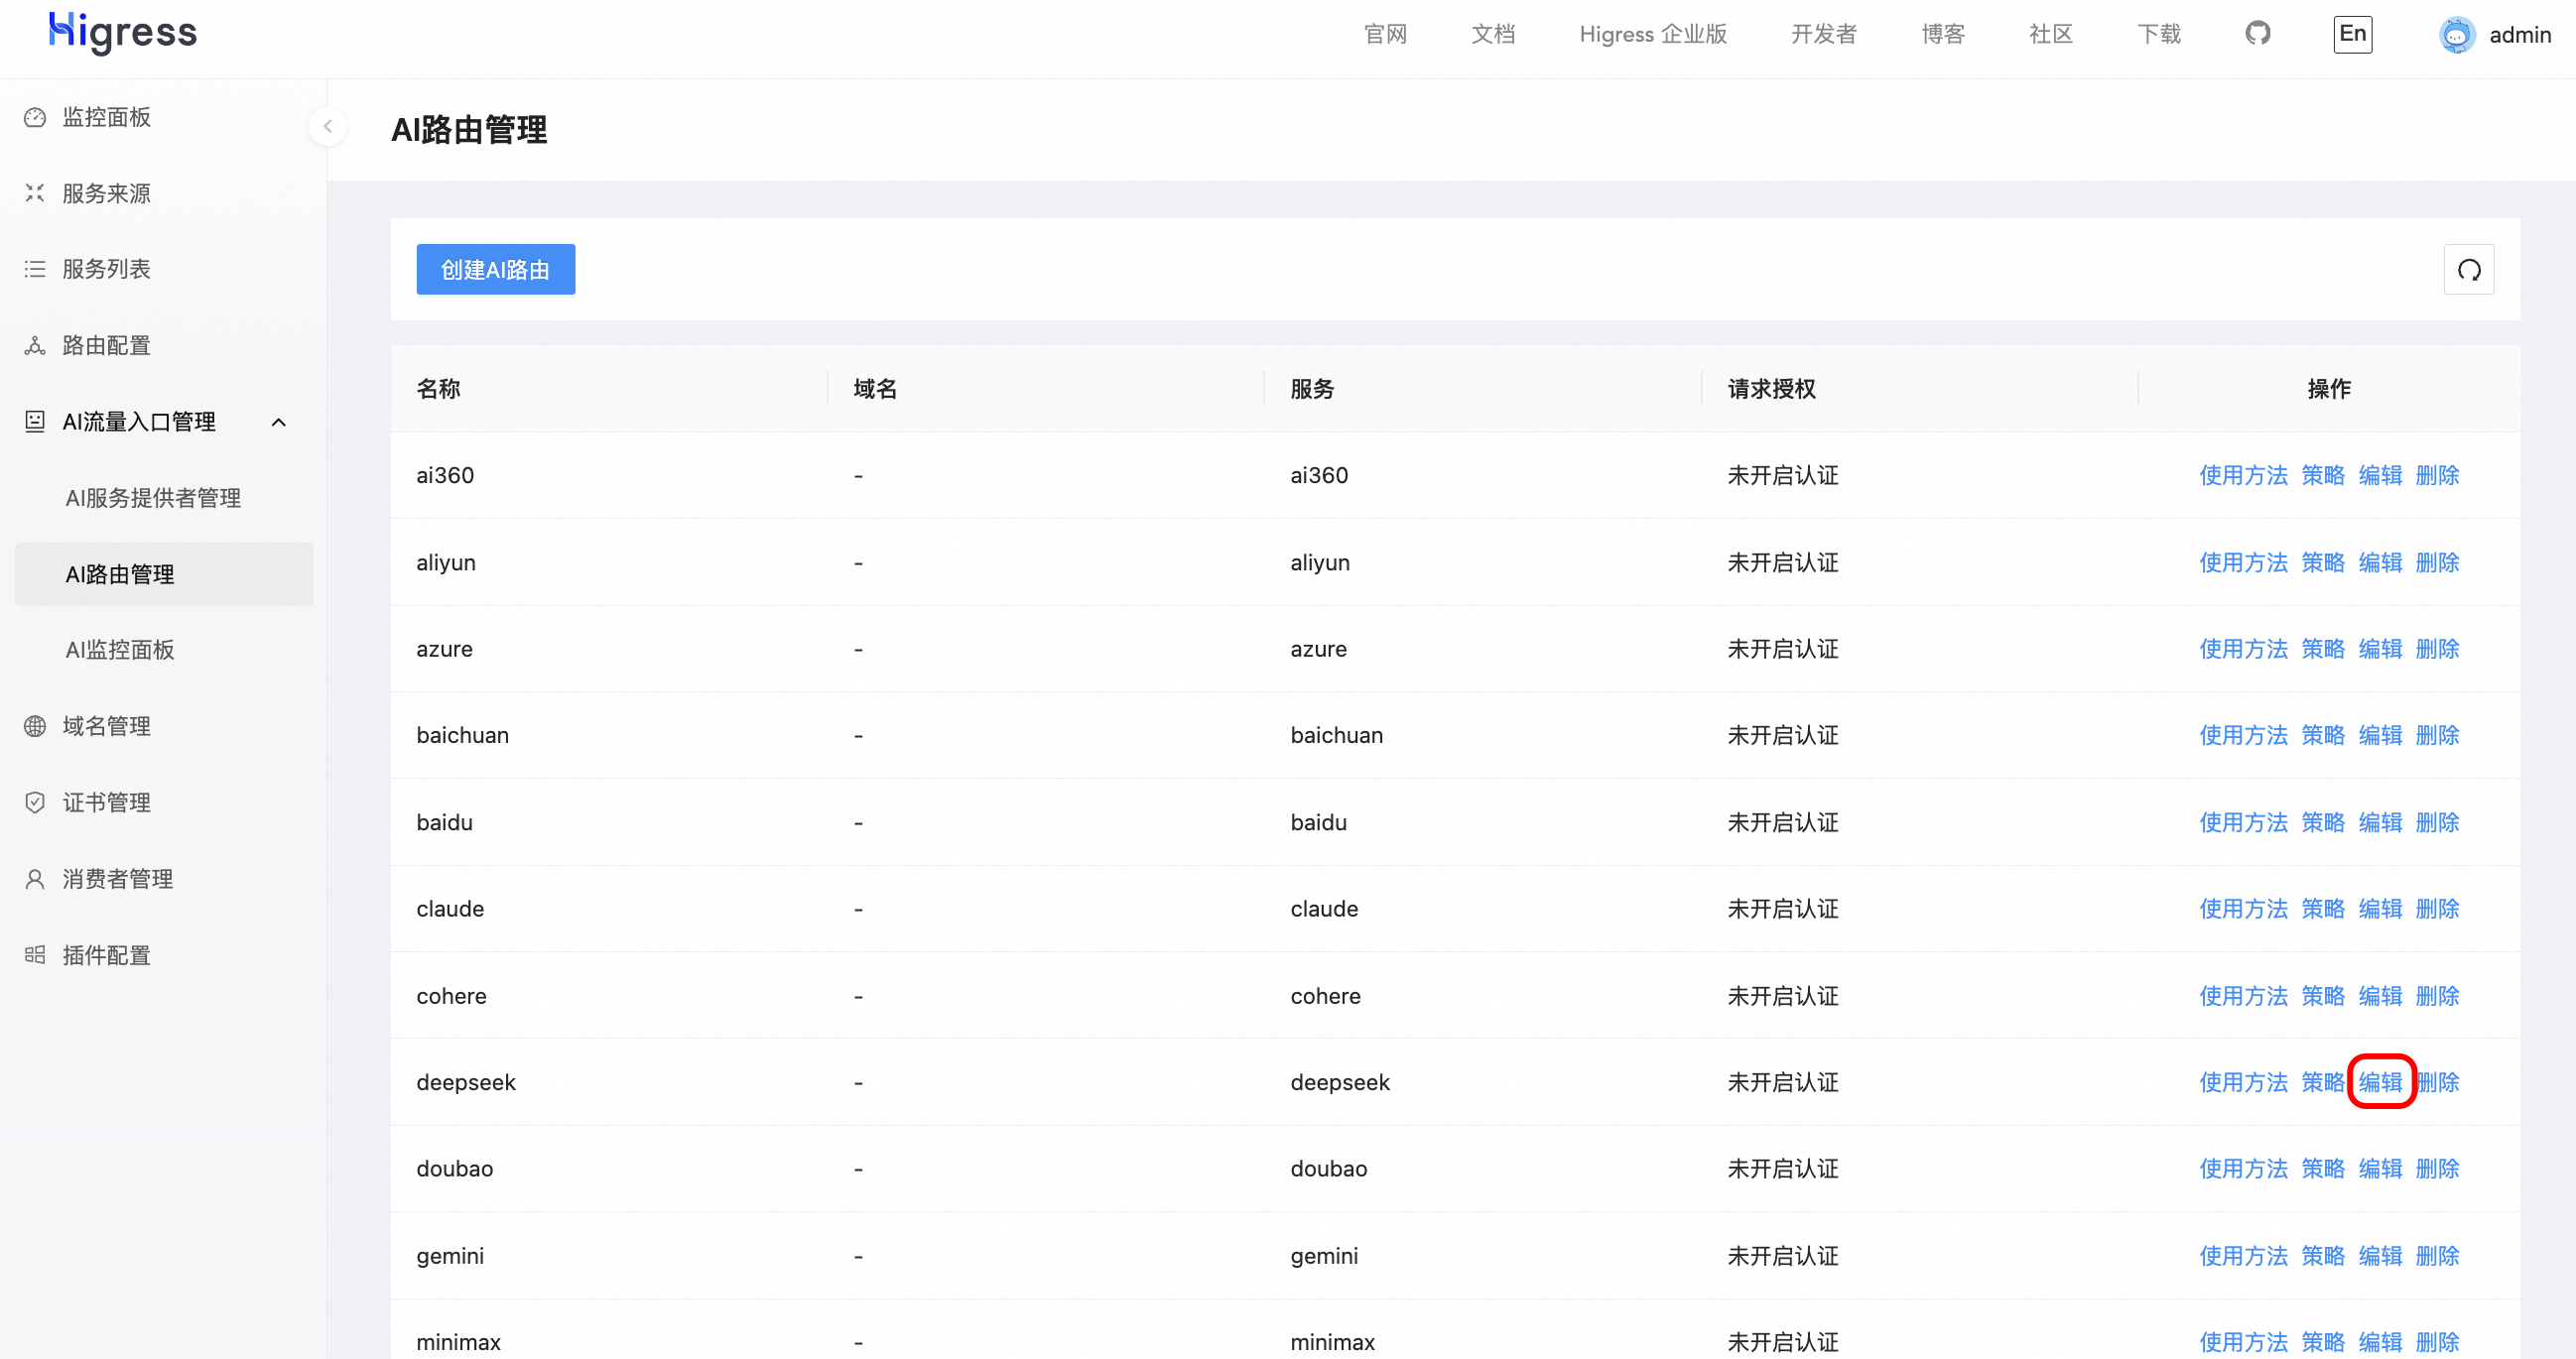 Higress
官网 文档 Higress 企业版 开发者 博客 社区 下载 En admin
监控面板
服务来源
服务列表
路由配置
AI流量入口管理
AI服务提供者管理
AI路由管理
AI监控面板
域名管理
证书管理
消费者管理
插件配置
AI路由管理
创建AI路由
名称 域名 服务 请求授权 操作
ai360 - ai360 未开启认证 使用方法 策略 编辑 删除
aliyun - aliyun 未开启认证 使用方法 策略 编辑 删除
azure - azure 未开启认证 使用方法 策略 编辑 删除
baichuan - baichuan 未开启认证 使用方法 策略 编辑 删除
baidu - baidu 未开启认证 使用方法 策略 编辑 删除
claude - claude 未开启认证 使用方法 策略 编辑 删除
cohere - cohere 未开启认证 使用方法 策略 编辑 删除
deepseek - deepseek 未开启认证 使用方法 策略 编辑 删除
doubao - doubao 未开启认证 使用方法 策略 编辑 删除
gemini - gemini 未开启认证 使用方法 策略 编辑 删除
minimax - minimax 未开启认证 使用方法 策略 编辑 删除